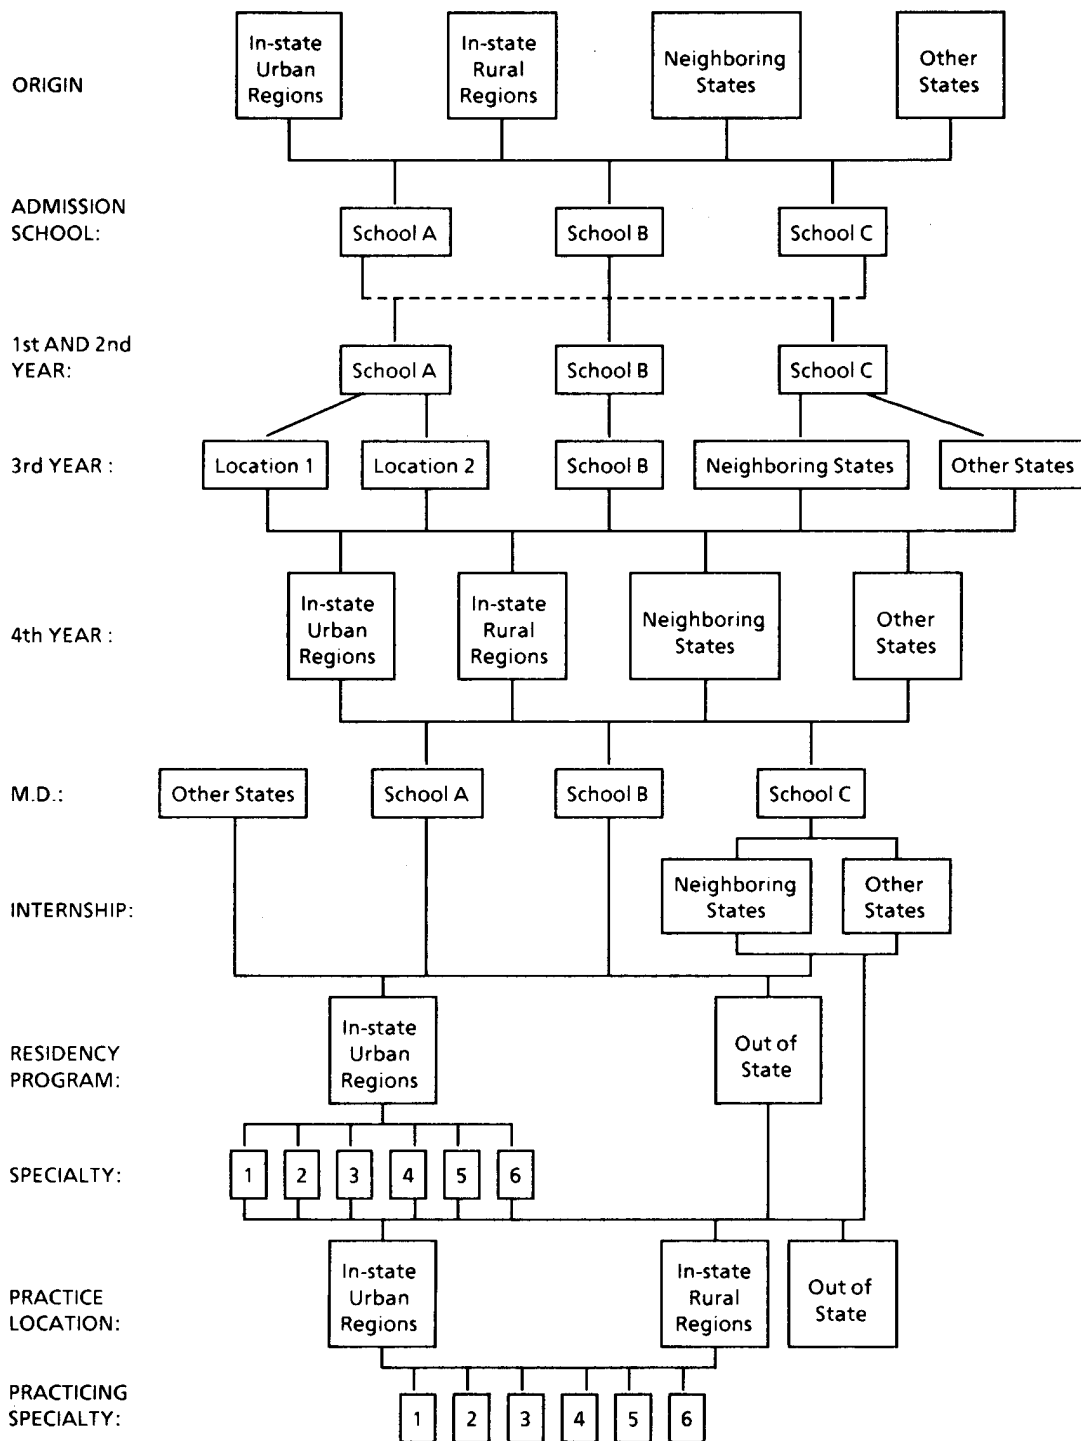 ORIGIN
In-state
Urban
Regions
In-state
Rural
Regions
Neighboring
States
Other
States
ADMISSION
SCHOOL:
School A
School B
School C
1st AND 2nd
YEAR:
School A
School B
School C
3rd YEAR :
Location 1
Location 2
School B
Neighboring States
Other States
4th YEAR :
In-state
Urban
Regions
In-state
Rural
Regions
Neighboring
States
Other
States
M.D.:
Other States
School A
School B
School C
INTERNSHIP:
Neighboring
States
Other
States
RESIDENCY
PROGRAM:
In-state
Urban
Regions
Out of
State
SPECIALTY:
1 2 3 4 5 6
PRACTICE
LOCATION:
In-state
Urban
Regions
In-state
Rural
Regions
Out of
State
PRACTICING
SPECIALTY:
1 2 3 4 5 6